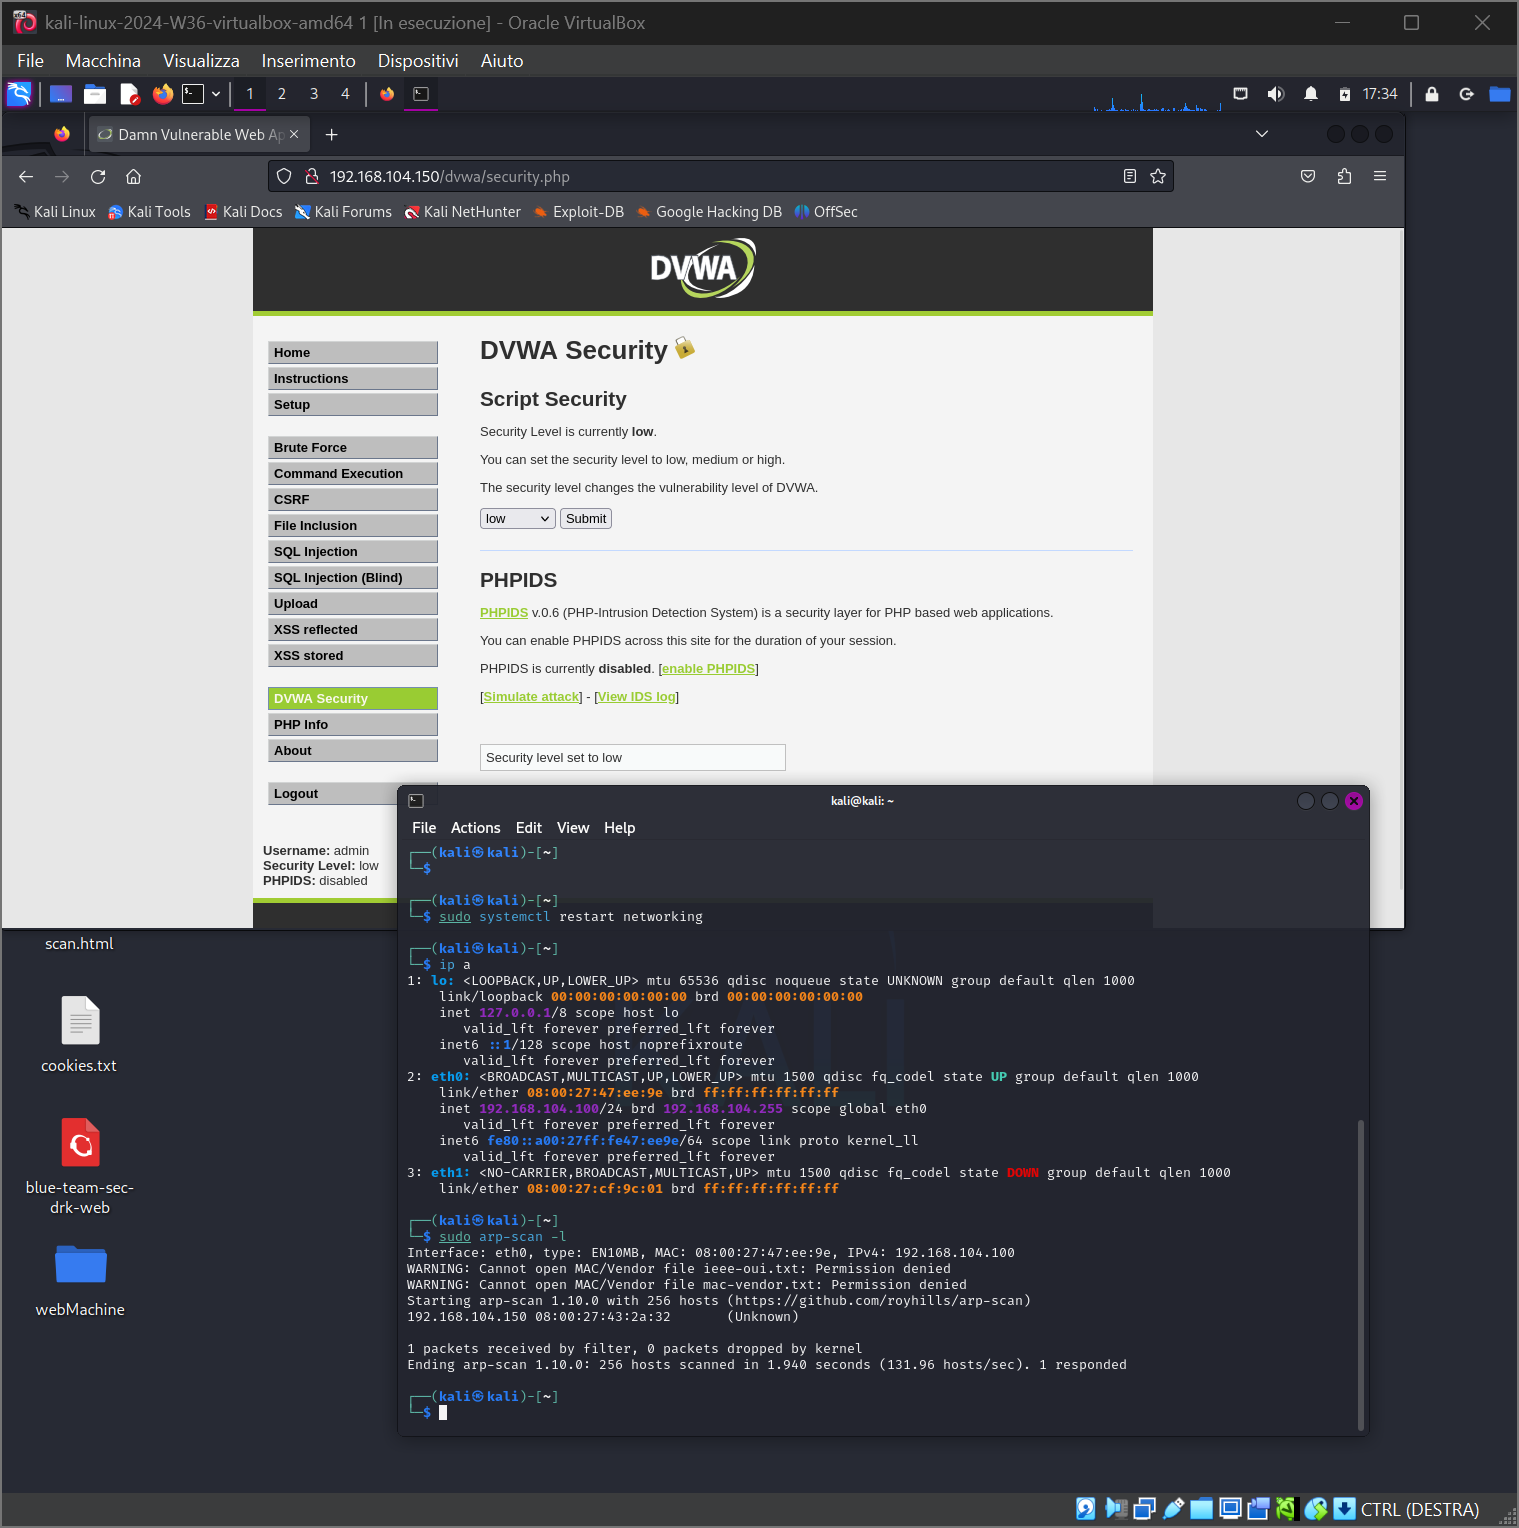 kali-linux-2024-W36-virtualbox-amd64 1 [In esecuzione] - Oracle VirtualBox
File Macchina Visualizza Inserimento Dispositivi Aiuto
1 2 3 4 17:34
Damn Vulnerable Web Ap
192.168.104.150/dvwa/security.php
Kali Linux Kali Tools Kali Docs Kali Forums Kali NetHunter Exploit-DB Google Hacking DB OffSec
DVWA
Home
Instructions
Setup
Brute Force
Command Execution
CSRF
File Inclusion
SQL Injection
SQL Injection (Blind)
Upload
XSS reflected
XSS stored
DVWA Security
PHP Info
About
Logout
Username: admin
Security Level: low
PHPIDS: disabled
DVWA Security
Script Security
Security Level is currently low.
You can set the security level to low, medium or high.
The security level changes the vulnerability level of DVWA.
low Submit
PHPIDS
PHPIDS v.0.6 (PHP-Intrusion Detection System) is a security layer for PHP based web applications.
You can enable PHPIDS across this site for the duration of your session.
PHPIDS is currently disabled. [enable PHPIDS]
[Simulate attack] - [View IDS log]
Security level set to low
scan.html
cookies.txt
blue-team-sec-
drk-web
webMachine
kali@kali: ~
File Actions Edit View Help
┌──(kali㉿kali)-[~]
└─$
┌──(kali㉿kali)-[~]
└─$ sudo systemctl restart networking
┌──(kali㉿kali)-[~]
└─$ ip a
1: lo: <LOOPBACK,UP,LOWER_UP> mtu 65536 qdisc noqueue state UNKNOWN group default qlen 1000
link/loopback 00:00:00:00:00:00 brd 00:00:00:00:00:00
inet 127.0.0.1/8 scope host lo
valid_lft forever preferred_lft forever
inet6 ::1/128 scope host noprefixroute
valid_lft forever preferred_lft forever
2: eth0: <BROADCAST,MULTICAST,UP,LOWER_UP> mtu 1500 qdisc fq_codel state UP group default qlen 1000
link/ether 08:00:27:47:ee:9e brd ff:ff:ff:ff:ff:ff
inet 192.168.104.100/24 brd 192.168.104.255 scope global eth0
valid_lft forever preferred_lft forever
inet6 fe80::a00:27ff:fe47:ee9e/64 scope link proto kernel_ll
valid_lft forever preferred_lft forever
3: eth1: <NO-CARRIER,BROADCAST,MULTICAST,UP> mtu 1500 qdisc fq_codel state DOWN group default qlen 1000
link/ether 08:00:27:cf:9c:01 brd ff:ff:ff:ff:ff:ff
┌──(kali㉿kali)-[~]
└─$ sudo arp-scan -l
Interface: eth0, type: EN10MB, MAC: 08:00:27:47:ee:9e, IPv4: 192.168.104.100
WARNING: Cannot open MAC/Vendor file ieee-oui.txt: Permission denied
WARNING: Cannot open MAC/Vendor file mac-vendor.txt: Permission denied
Starting arp-scan 1.10.0 with 256 hosts (https://github.com/royhills/arp-scan)
192.168.104.150 08:00:27:43:2a:32 (Unknown)
1 packets received by filter, 0 packets dropped by kernel
Ending arp-scan 1.10.0: 256 hosts scanned in 1.940 seconds (131.96 hosts/sec). 1 responded
┌──(kali㉿kali)-[~]
└─$
CTRL (DESTRA)